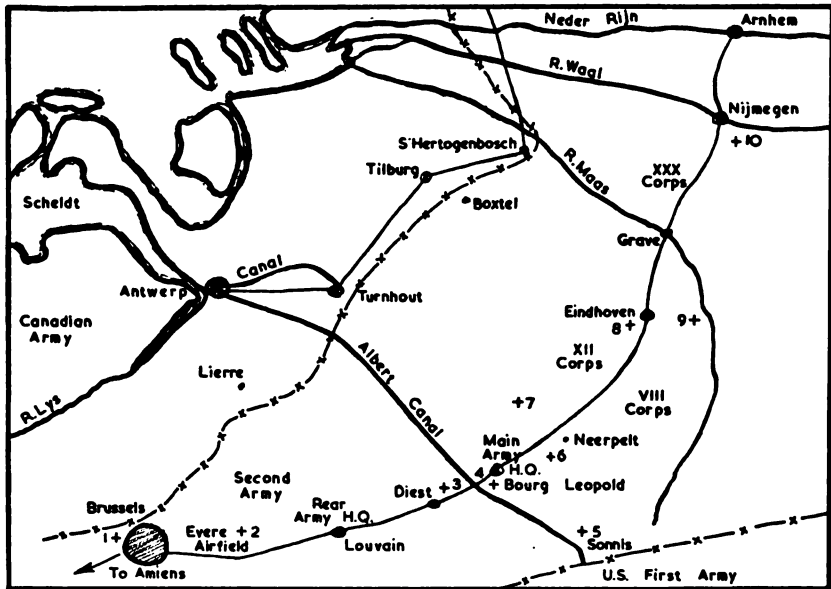 Neder Rijn
Arnhem
R. Wagl
Nijmegen
+10
S'Hertogenbosch
Tilburg
R. Maas
XXX
Corps
Scheldt
Boxtel
Grave
Canal
Antwerp
Turnhout
Canadian
Army
Eindhoven
8+
9+
Albert Canal
XII
Corps
Lierre
R. Lys
+7
VIII
Corps
Main
Army
H.Q.
Neerpelt
+6
Second
Army
4
+
Bourg Leopold
Diest
+3
Brussels
Rear
Army H.Q.
1+
Evere +2
Airfield
Louvain
+5
Sonnis
To Amiens
U.S. First Army